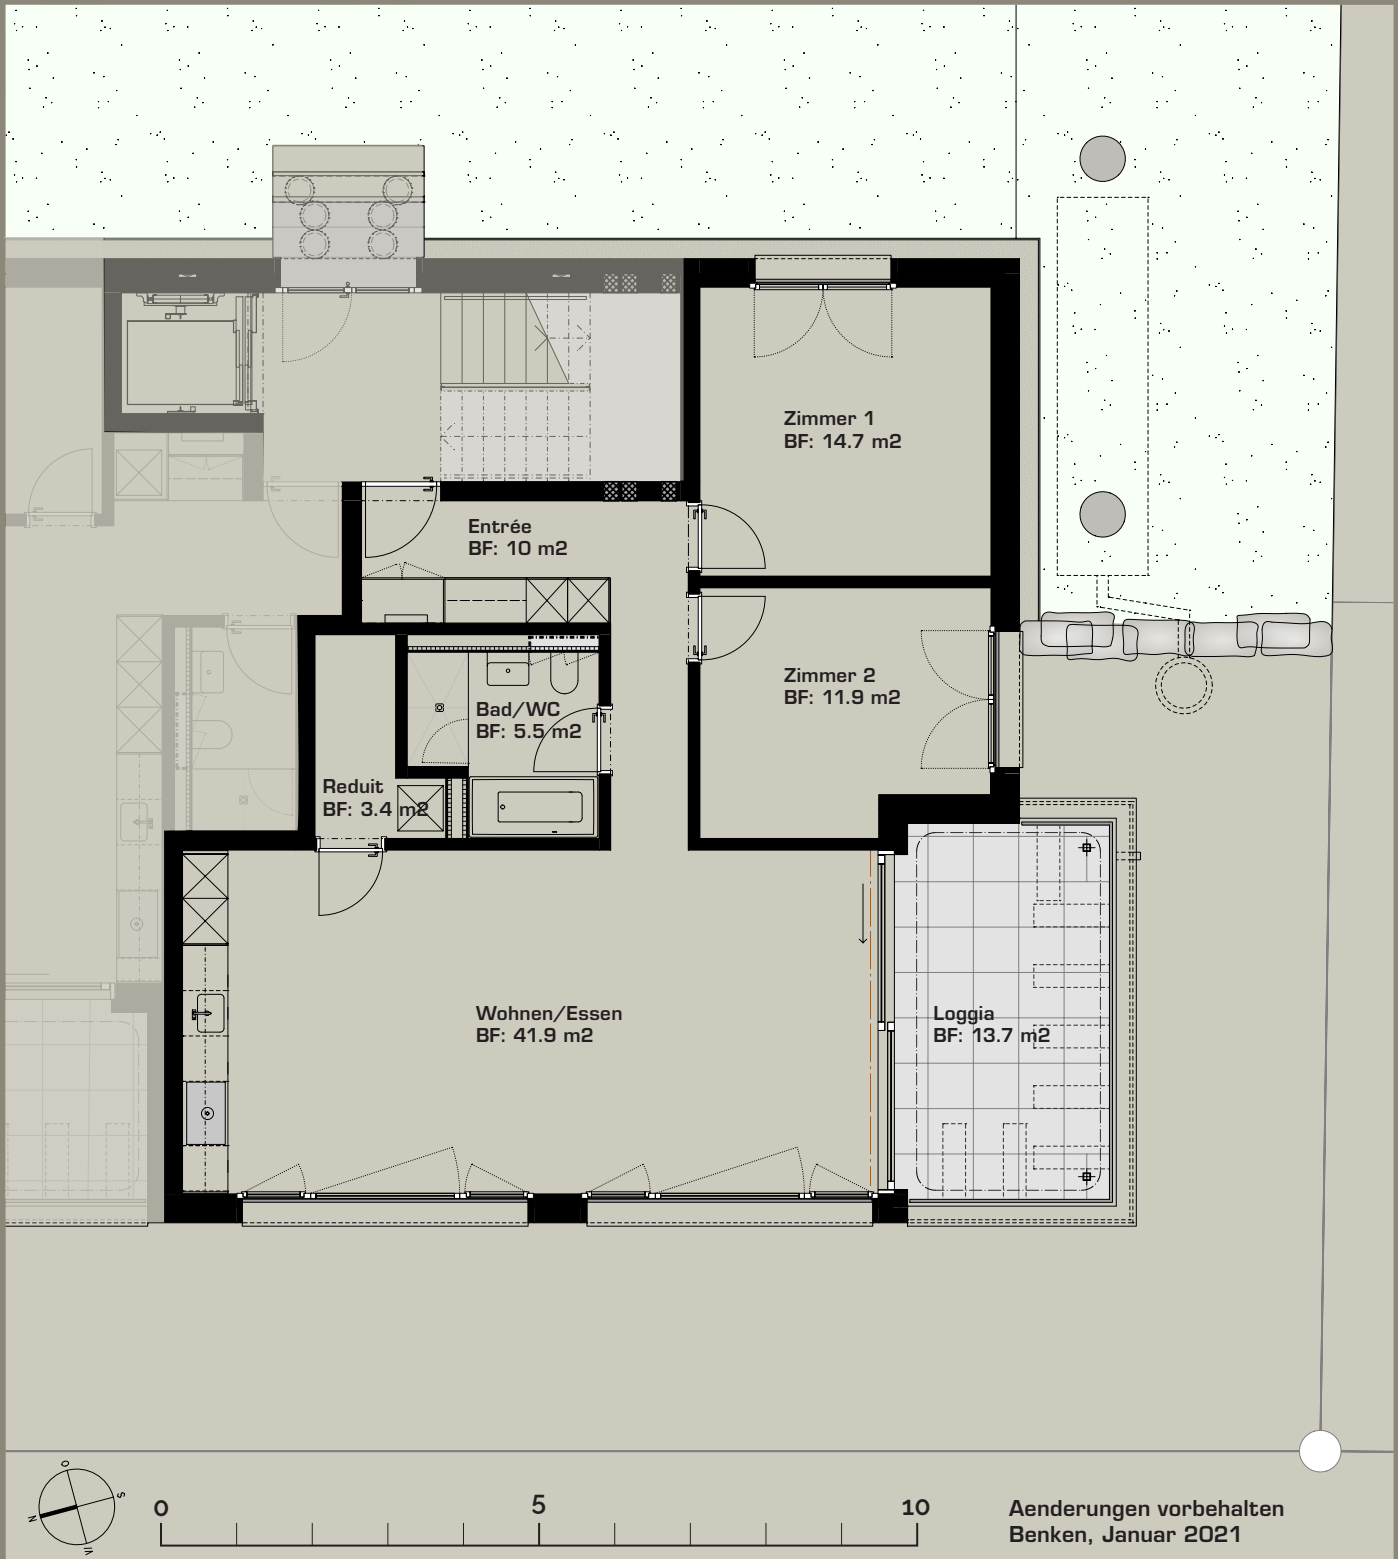 Zimmer 1
BF: 14.7 m2
Entrée
BF: 10 m2
Zimmer 2
BF: 11.9 m2
Bad/WC
BF: 5.5 m2
Reduit
BF: 3.4 m2
Wohnen/Essen
BF: 41.9 m2
Loggia
BF: 13.7 m2
O
S
N
W
0
5
10
Aenderungen vorbehalten
Benken, Januar 2021